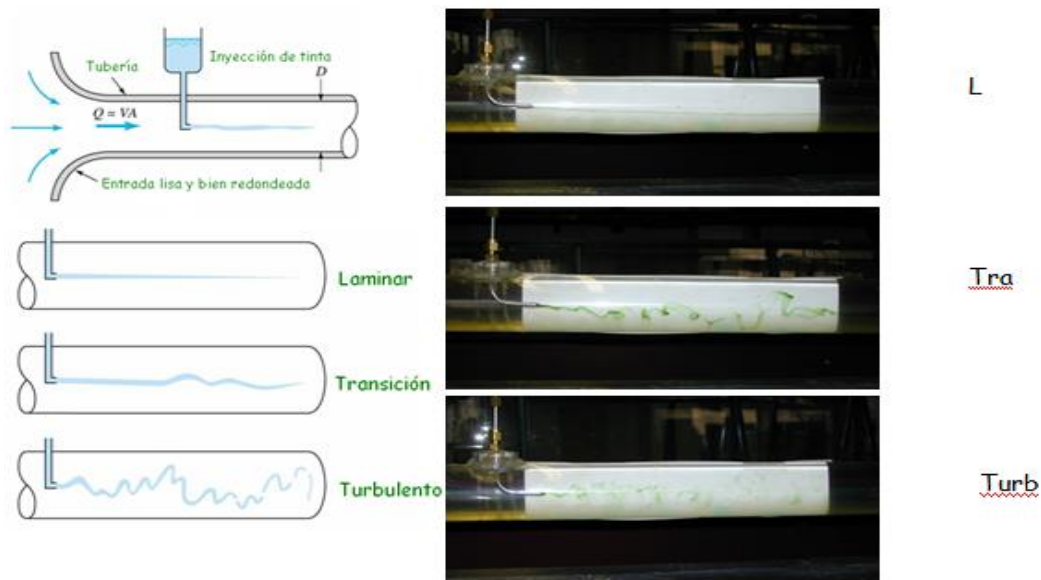 Inyección de tinta
Tubería
D
Q = VA
Entrada lisa y bien redondeada
Laminar
Transición
Turbulento
L
Tra
Turb